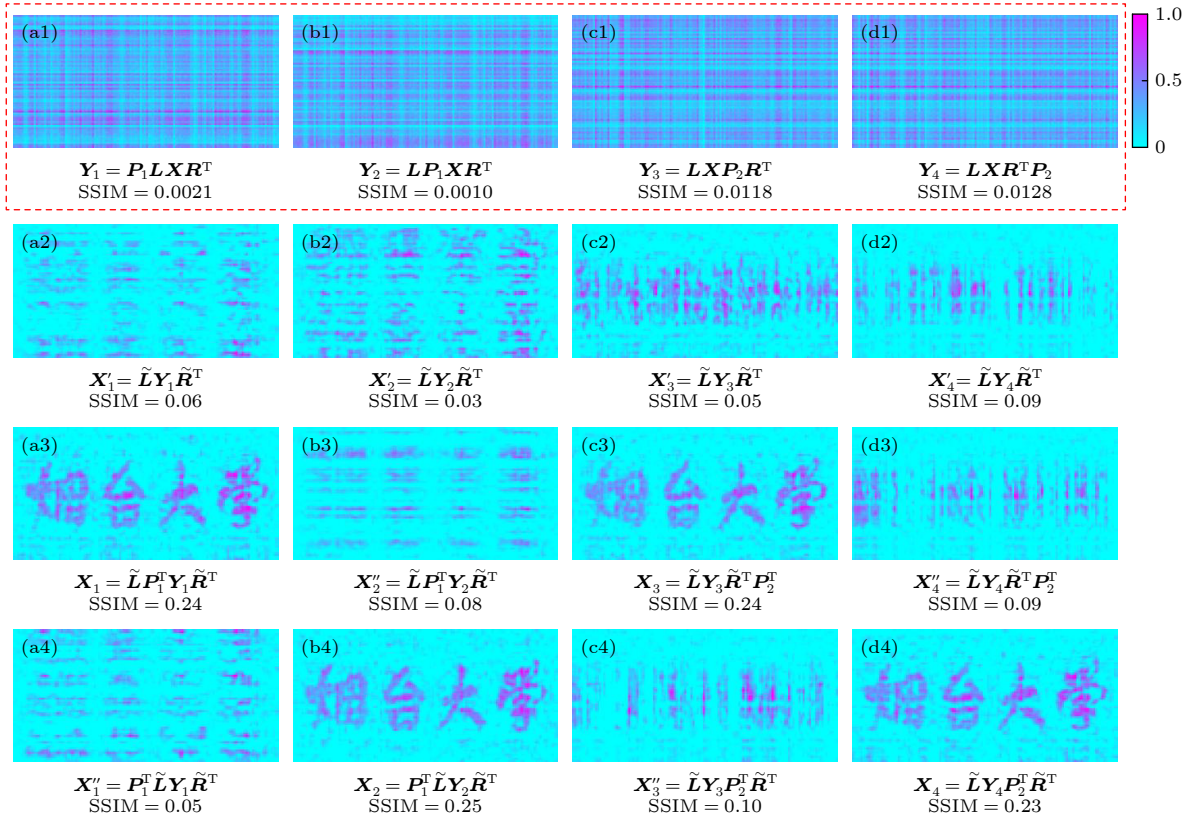 (a1) (b1) (c1) (d1) 1.0
0.5
0
Y₁ = P₁LXRᵀ Y₂ = LP₁XRᵀ Y₃ = LXP₂Rᵀ Y₄ = LXRᵀP₂
SSIM = 0.0021 SSIM = 0.0010 SSIM = 0.0118 SSIM = 0.0128
(a2) (b2) (c2) (d2)
X′₁ = L̃Y₁R̃ᵀ X′₂ = L̃Y₂R̃ᵀ X′₃ = L̃Y₃R̃ᵀ X′₄ = L̃Y₄R̃ᵀ
SSIM = 0.06 SSIM = 0.03 SSIM = 0.05 SSIM = 0.09
(a3) (b3) (c3) (d3)
烟台大学 烟台大学
X₁ = L̃P₁ᵀY₁R̃ᵀ X″₂ = L̃P₁ᵀY₂R̃ᵀ X₃ = L̃Y₃R̃ᵀP₂ᵀ X″₄ = L̃Y₄R̃ᵀP₂ᵀ
SSIM = 0.24 SSIM = 0.08 SSIM = 0.24 SSIM = 0.09
(a4) (b4) (c4) (d4)
烟台大学 烟台大学
X″₁ = P₁ᵀL̃Y₁R̃ᵀ X₂ = P₁ᵀL̃Y₂R̃ᵀ X″₃ = L̃Y₃P₂ᵀR̃ᵀ X₄ = L̃Y₄P₂ᵀR̃ᵀ
SSIM = 0.05 SSIM = 0.25 SSIM = 0.10 SSIM = 0.23